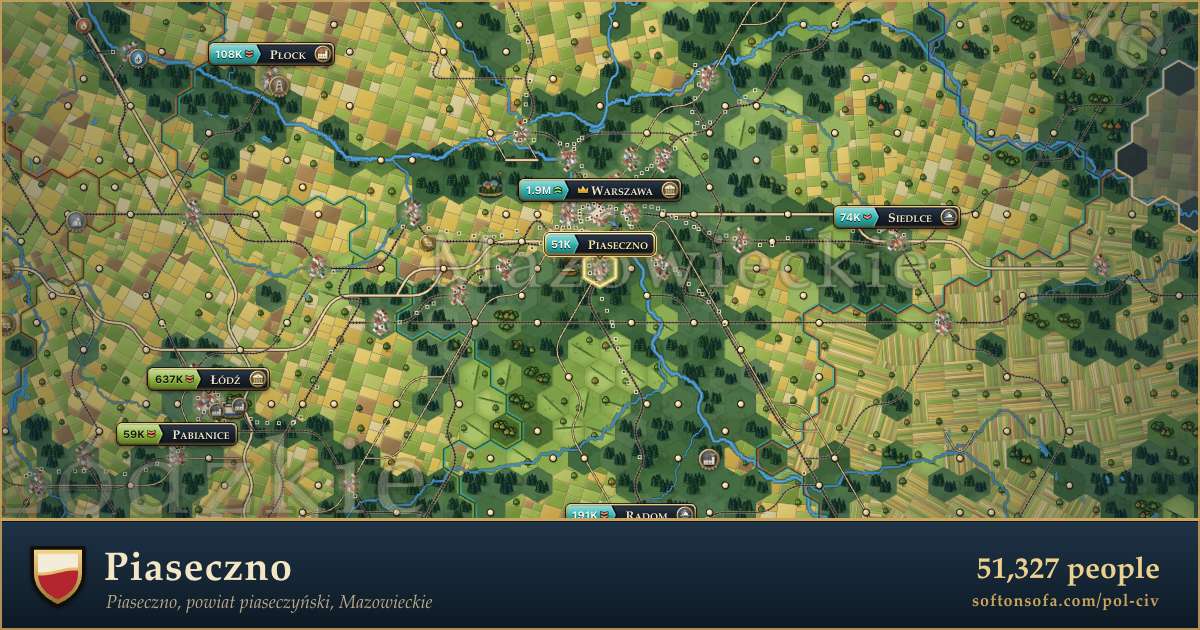 108K PŁOCK
1.9M WARSZAWA
74K SIEDLCE
51K PIASECZNO
Mazowieckie
637K ŁÓDŹ
59K PABIANICE
Łódzkie
191K RADOM
Piaseczno
Piaseczno, powiat piaseczyński, Mazowieckie
51,327 people
softonsofa.com/pol-civ